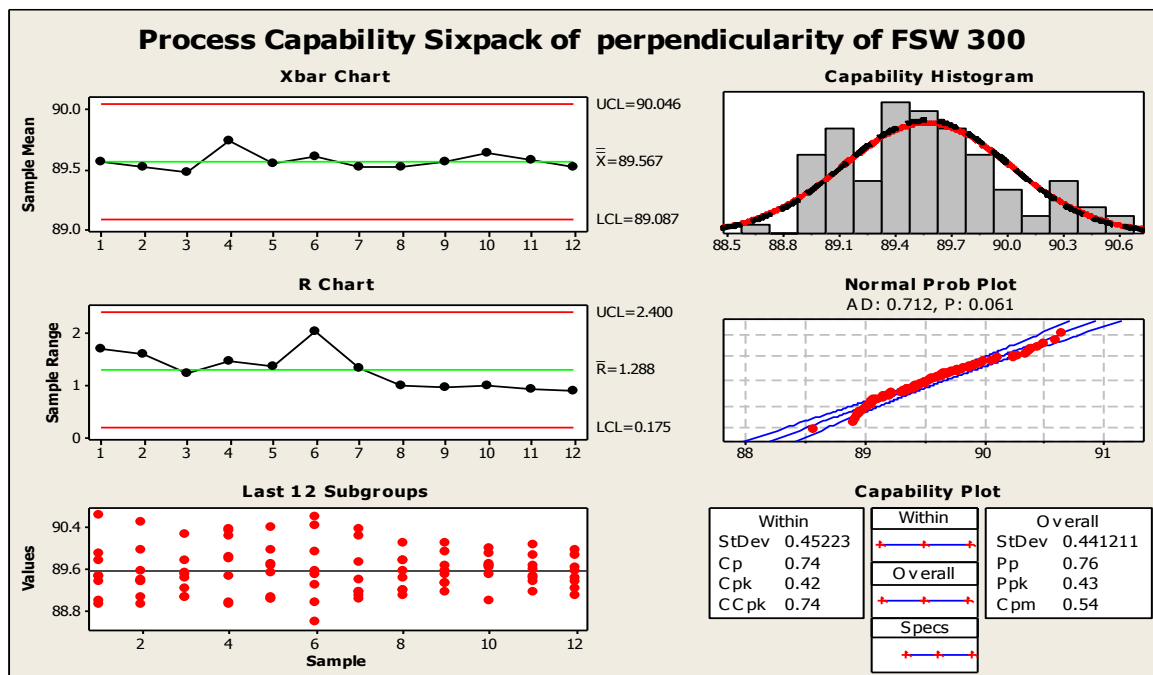 Process Capability Sixpack of perpendicularity of FSW 300
Xbar Chart
Sample Mean
90.0
89.5
89.0
1 2 3 4 5 6 7 8 9 10 11 12
UCL=90.046
X=89.567
LCL=89.087
Capability Histogram
88.5 88.8 89.1 89.4 89.7 90.0 90.3 90.6
R Chart
Sample Range
2
1
0
1 2 3 4 5 6 7 8 9 10 11 12
UCL=2.400
R=1.288
LCL=0.175
Normal Prob Plot
AD: 0.712, P: 0.061
88 89 90 91
Last 12 Subgroups
Values
90.4
89.6
88.8
2 4 6 8 10 12
Sample
Capability Plot
Within
StDev 0.45223
Cp 0.74
Cpk 0.42
CCpk 0.74
Within
Overall
Specs
Overall
StDev 0.441211
Pp 0.76
Ppk 0.43
Cpm 0.54